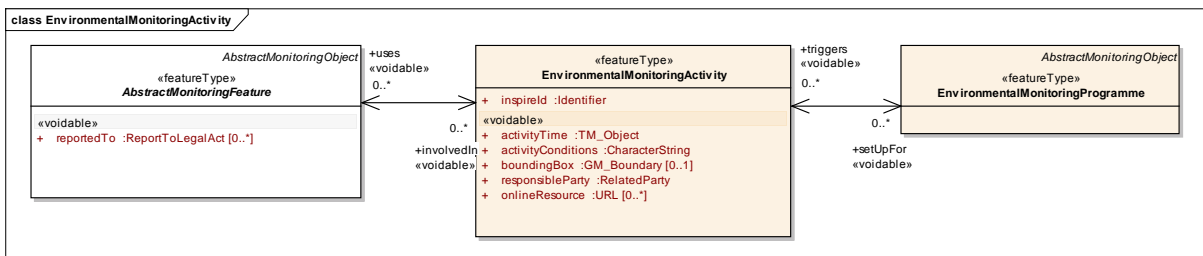 class EnvironmentalMonitoringActivity
AbstractMonitoringObject
«featureType»
AbstractMonitoringFeature
«voidable»
+ reportedTo :ReportToLegalAct [0..*]
+uses
«voidable»
0..*
0..*
+involvedIn
«voidable»
«featureType»
EnvironmentalMonitoringActivity
+ inspireId :Identifier
«voidable»
+ activityTime :TM_Object
+ activityConditions :CharacterString
+ boundingBox :GM_Boundary [0..1]
+ responsibleParty :RelatedParty
+ onlineResource :URL [0..*]
+triggers
«voidable»
0..*
0..*
+setUpFor
«voidable»
AbstractMonitoringObject
«featureType»
EnvironmentalMonitoringProgramme